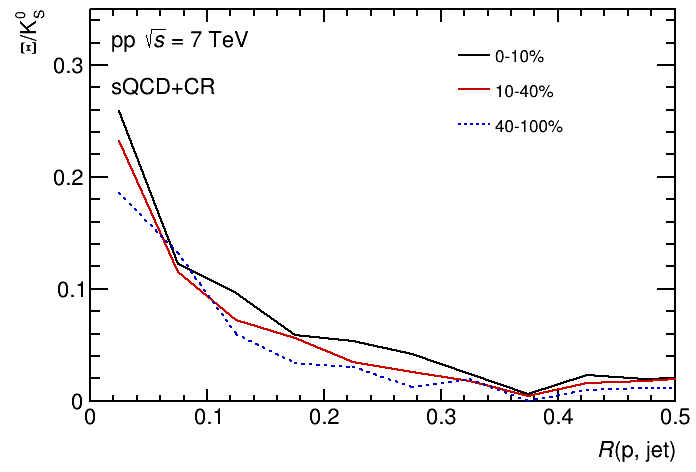 Ξ/K⁰_S
pp √s = 7 TeV
sQCD+CR
0-10%
10-40%
40-100%
0.3
0.2
0.1
0
0 0.1 0.2 0.3 0.4 0.5
R(p, jet)